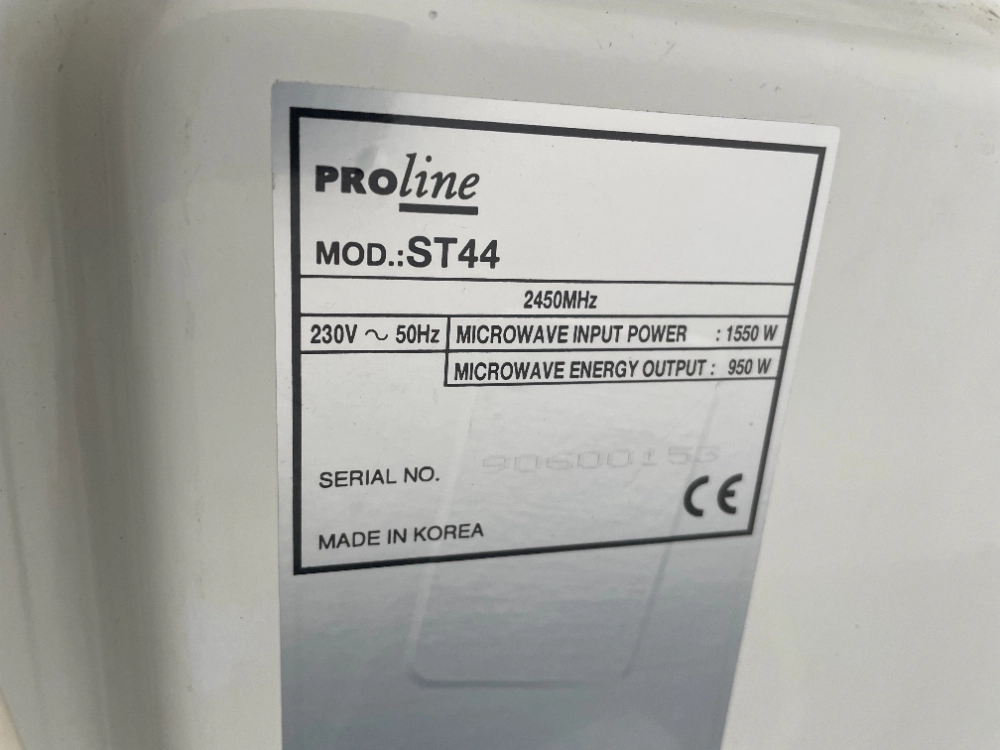 PROline
MOD.:ST44
2450MHz
230V ~ 50Hz MICROWAVE INPUT POWER : 1550 W
MICROWAVE ENERGY OUTPUT : 950 W
SERIAL NO. 90600153
MADE IN KOREA
CE